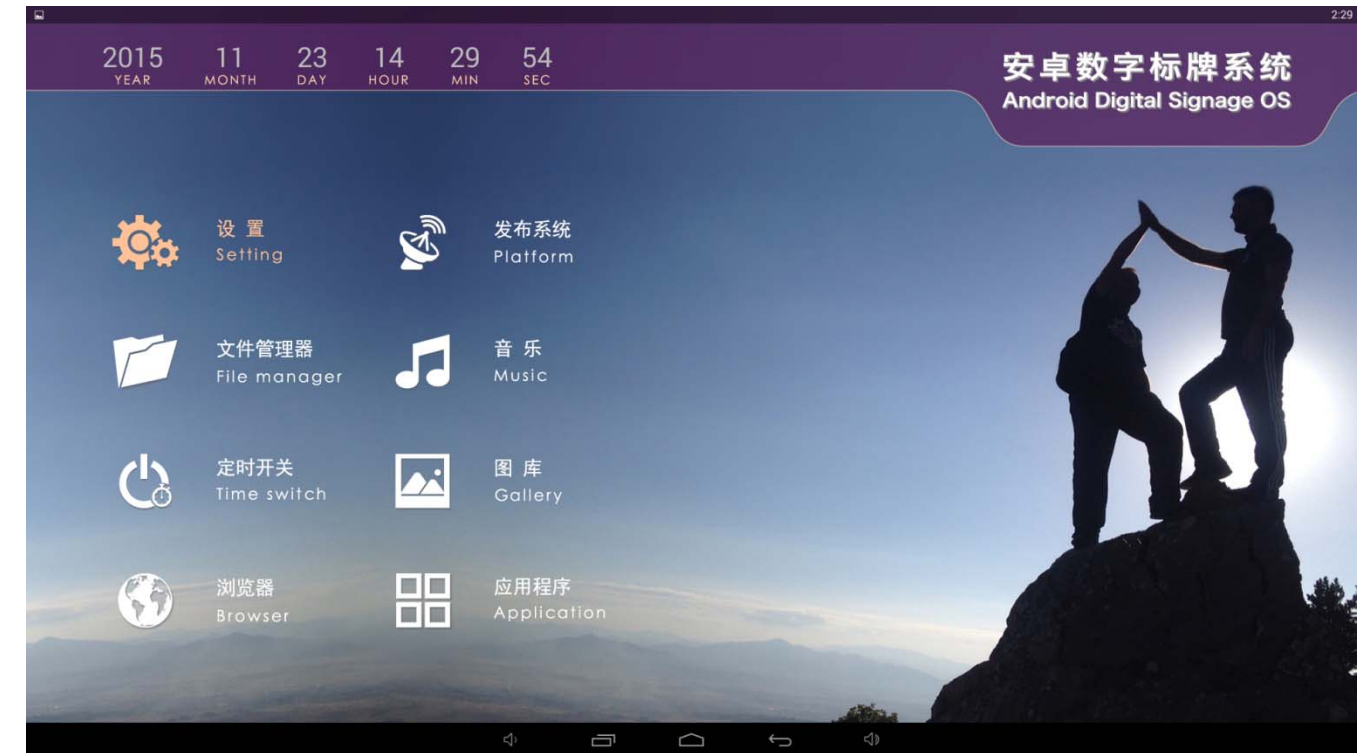 2:29
2015 11 23 14 29 54
YEAR MONTH DAY HOUR MIN SEC
安卓数字标牌系统
Android Digital Signage OS
设 置
Setting
发布系统
Platform
文件管理器
File manager
音 乐
Music
定时开关
Time switch
图 库
Gallery
浏览器
Browser
应用程序
Application